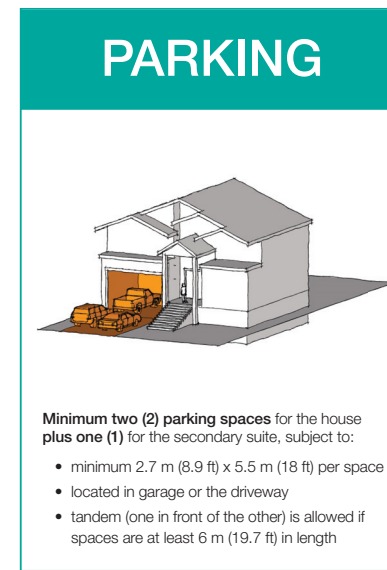 PARKING
Minimum two (2) parking spaces for the house
plus one (1) for the secondary suite, subject to:
• minimum 2.7 m (8.9 ft) x 5.5 m (18 ft) per space
• located in garage or the driveway
• tandem (one in front of the other) is allowed if
spaces are at least 6 m (19.7 ft) in length